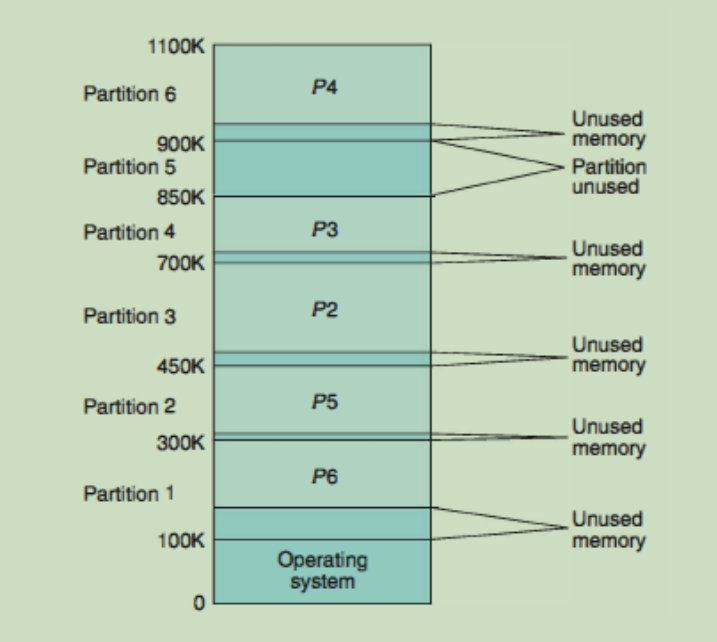 1100K
Partition 6
P4
Unused
memory
900K
Partition 5
Partition
unused
850K
Partition 4
P3
Unused
memory
700K
Partition 3
P2
Unused
memory
450K
Partition 2
P5
Unused
memory
300K
P6
Partition 1
Unused
memory
100K
Operating
system
0